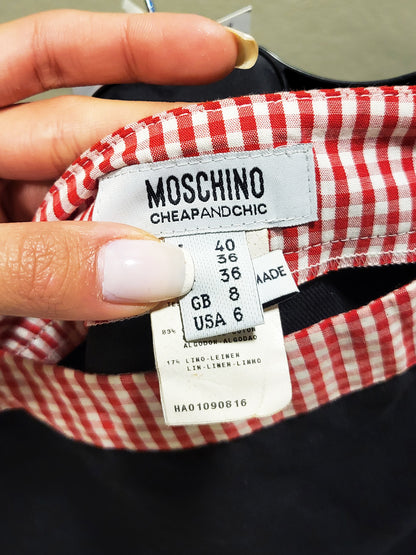 MOSCHINO
CHEAPANDCHIC
40
36
36
GB 8
USA 6
MADE
ALGODON-ALGODAO
17% LINO-LEINEN
LIN-LINEN-LINHO
HA01090816